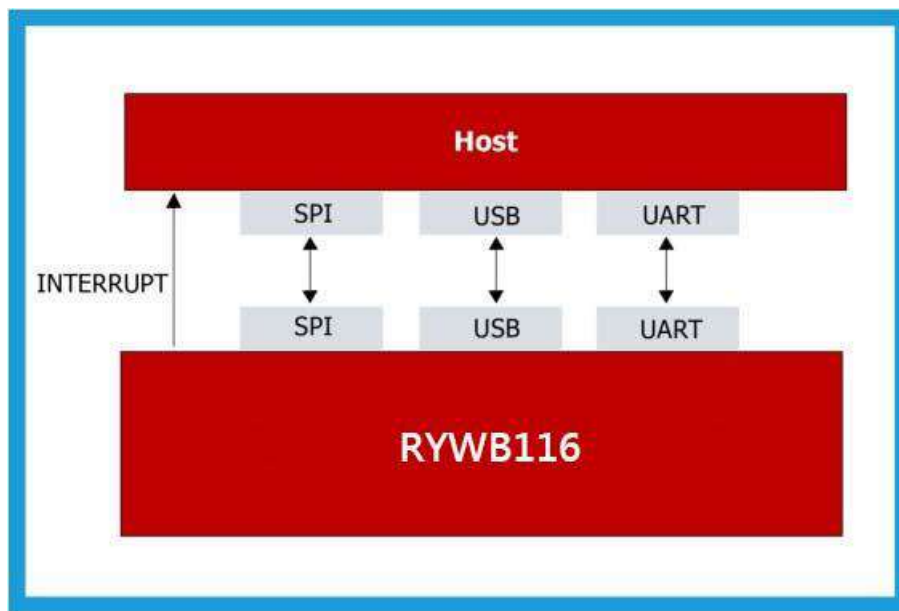 Host
SPI USB UART
INTERRUPT
SPI USB UART
RYWB116